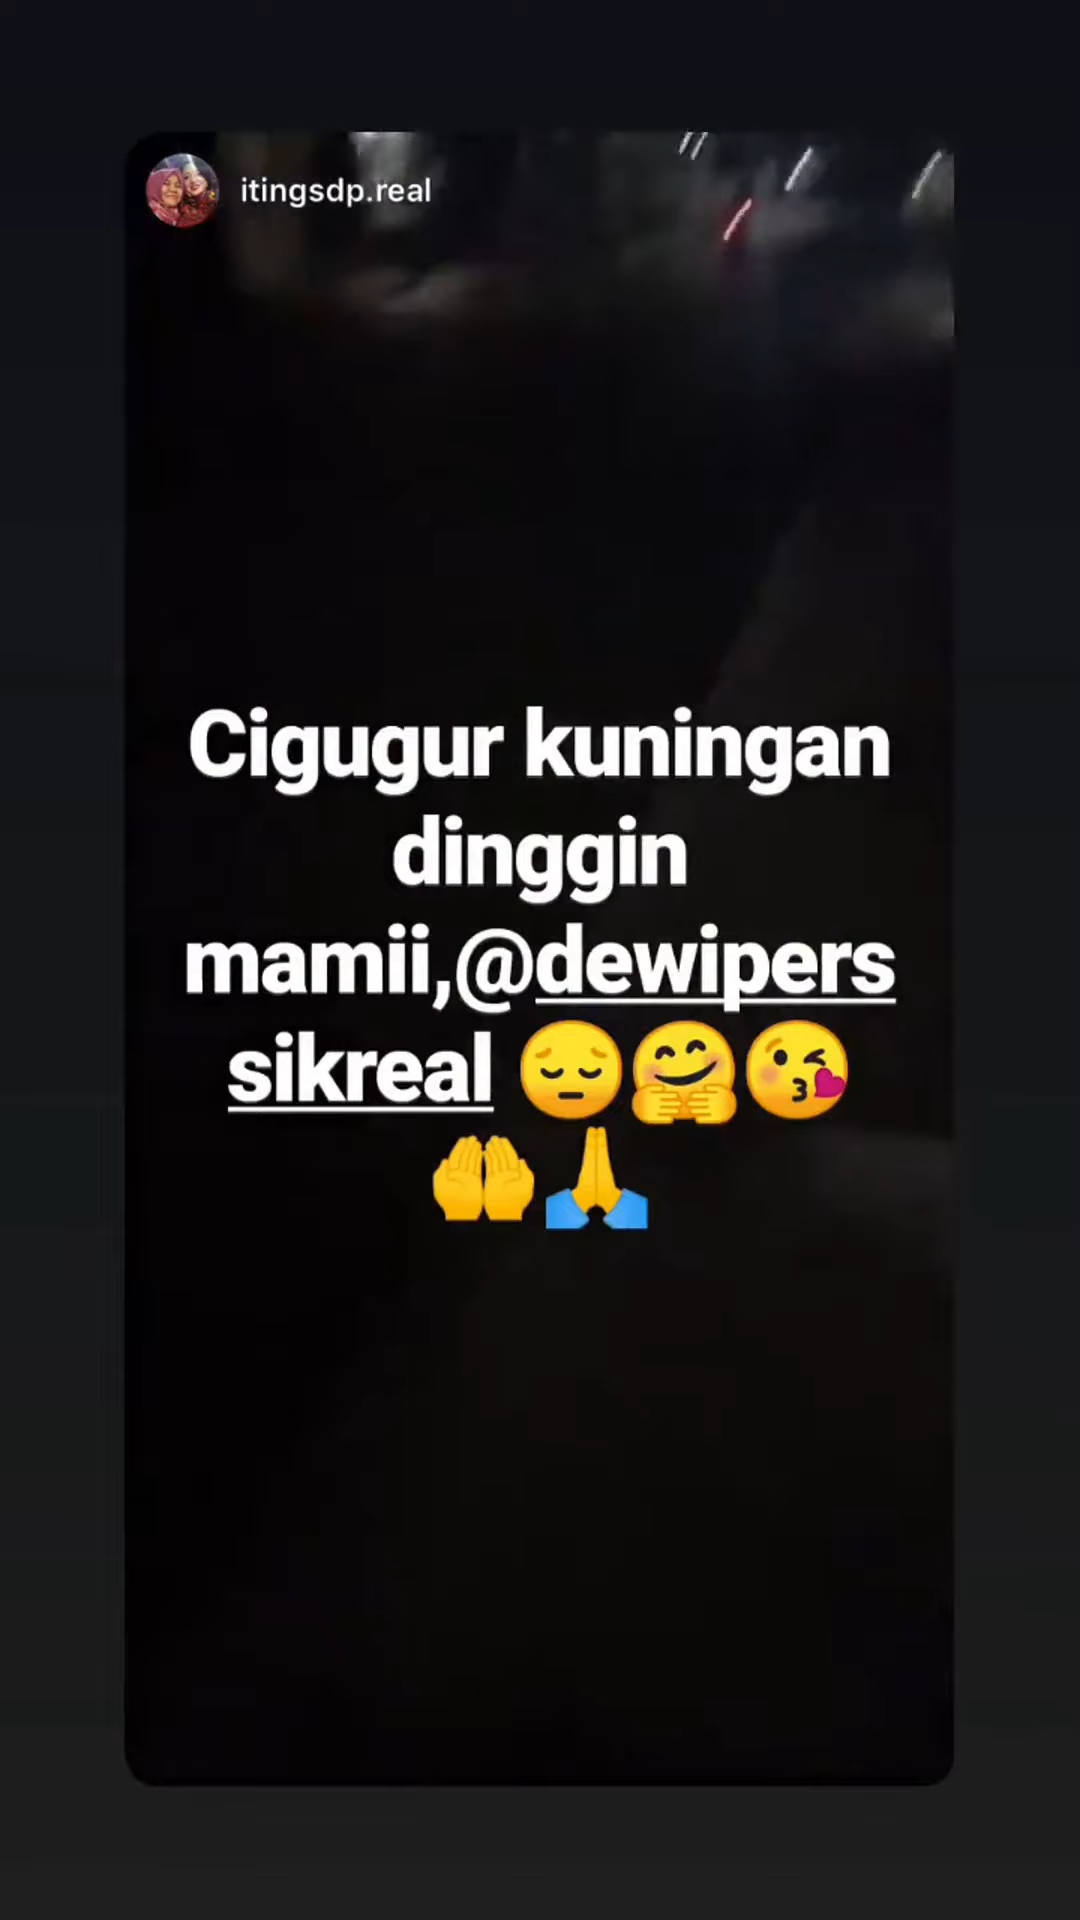 itingsdp.real
Cigugur kuningan
dinggin
mamii,@dewipers
sikreal 😔🤗😘
🤲🙏